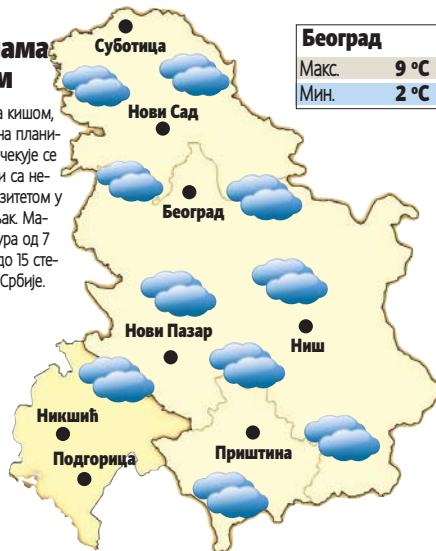 ама
м
а кишом,
на плани-
чекује се
и са не-
зитетом у
ак. Ма-
ура од 7
до 15 сте-
Србије.
Београд
Макс. 9 °C
Мин. 2 °C
Суботица
Нови Сад
Београд
Нови Пазар
Ниш
Никшић
Подгорица
Приштина